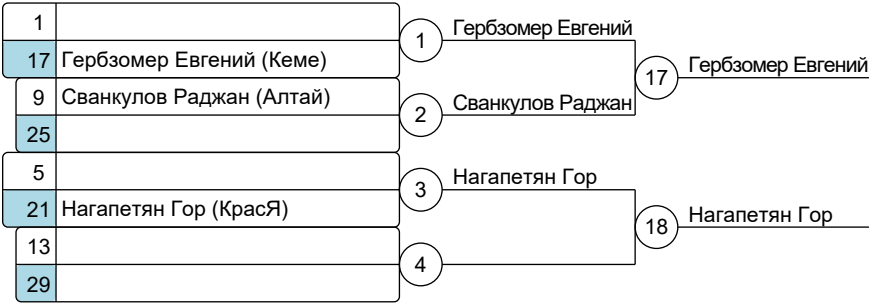 1
17 Гербзомер Евгений (Кеме)
9 Сванкулов Раджан (Алтай)
25
5
21 Нагапетян Гор (КрасЯ)
13
29
1 Гербзомер Евгений
2 Сванкулов Раджан
3 Нагапетян Гор
4
17 Гербзомер Евгений
18 Нагапетян Гор